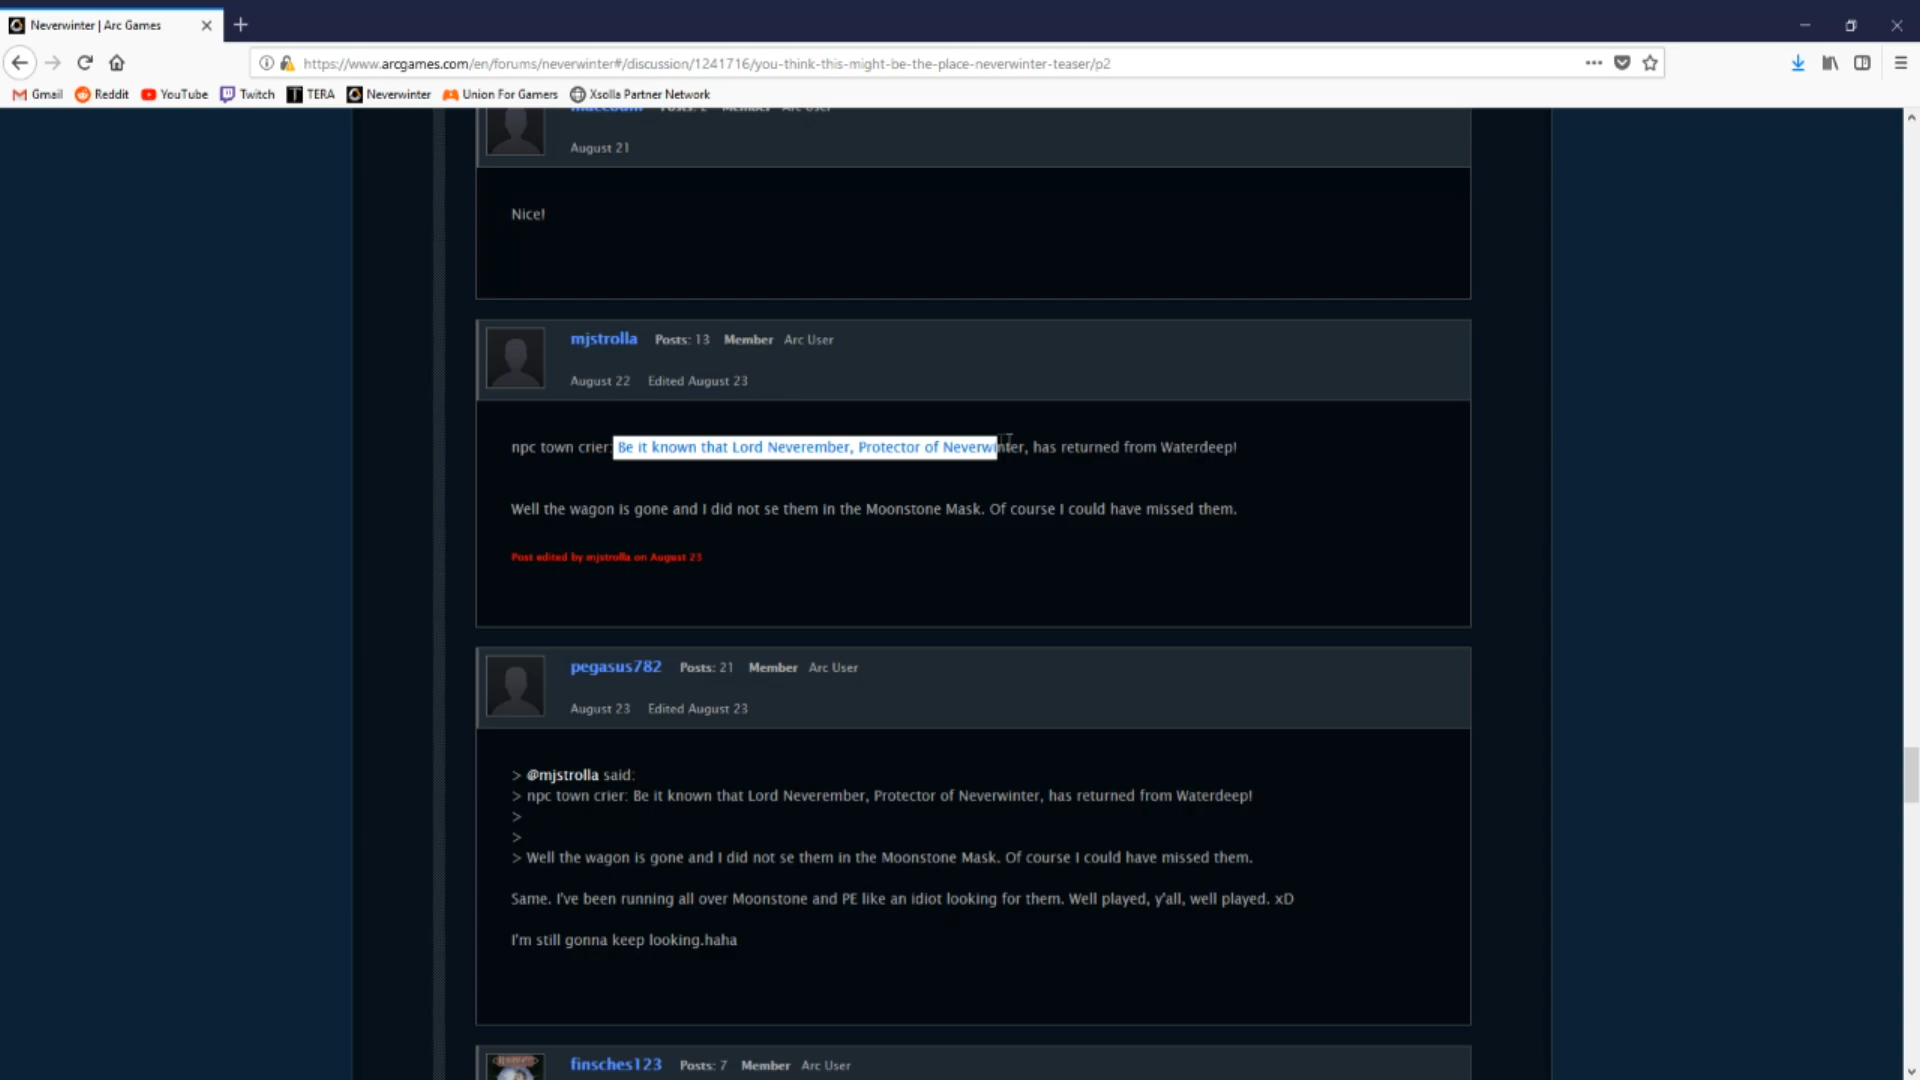 Neverwinter | Arc Games
https://www.arcgames.com/en/forums/neverwinter#/discussion/1241716/you-think-this-might-be-the-place-neverwinter-teaser/p2
Gmail Reddit YouTube Twitch TERA Neverwinter Union For Gamers Xsolla Partner Network
Posts: 2 Member Arc User
August 21
Nice!
mjstrolla Posts: 13 Member Arc User
August 22 Edited August 23
npc town crier: Be it known that Lord Neverember, Protector of Neverwinter, has returned from Waterdeep!
Well the wagon is gone and I did not se them in the Moonstone Mask. Of course I could have missed them.
Post edited by mjstrolla on August 23
pegasus782 Posts: 21 Member Arc User
August 23 Edited August 23
> @mjstrolla said:
> npc town crier: Be it known that Lord Neverember, Protector of Neverwinter, has returned from Waterdeep!
>
>
> Well the wagon is gone and I did not se them in the Moonstone Mask. Of course I could have missed them.
Same. I've been running all over Moonstone and PE like an idiot looking for them. Well played, y'all, well played. xD
I'm still gonna keep looking.haha
finsches123 Posts: 7 Member Arc User